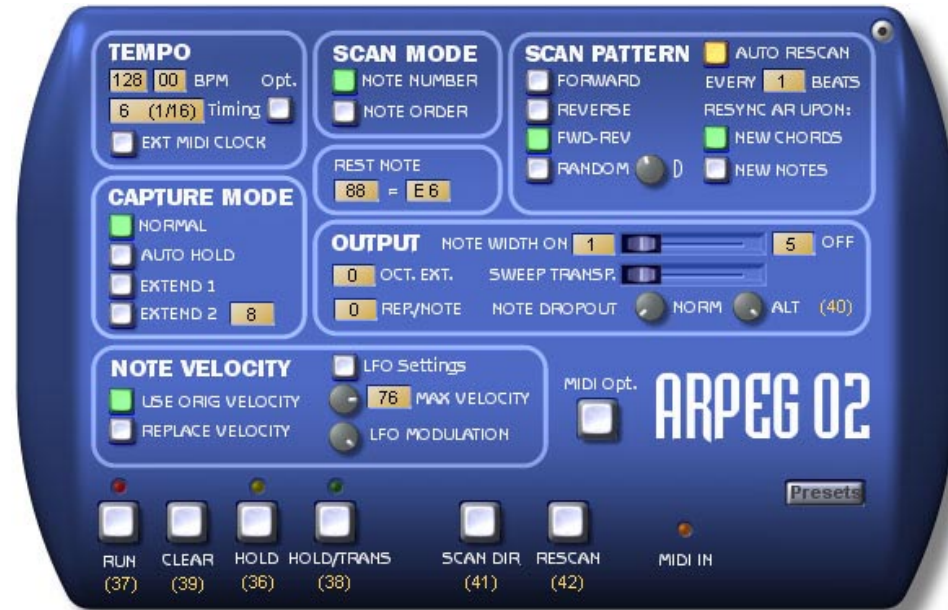 TEMPO
128 00 BPM Opt.
6 (1/16) Timing
EXT MIDI CLOCK
SCAN MODE
NOTE NUMBER
NOTE ORDER
SCAN PATTERN
FORWARD
REVERSE
FWD-REV
RANDOM D
AUTO RESCAN
EVERY 1 BEATS
RESYNC AR UPON:
NEW CHORDS
NEW NOTES
REST NOTE
88 = E 6
CAPTURE MODE
NORMAL
AUTO HOLD
EXTEND 1
EXTEND 2 8
OUTPUT NOTE WIDTH ON 1 5 OFF
0 OCT. EXT. SWEEP TRANSP.
0 REP./NOTE NOTE DROPOUT NORM ALT (40)
NOTE VELOCITY
USE ORIG VELOCITY
REPLACE VELOCITY
LFO Settings
76 MAX VELOCITY
LFO MODULATION
MIDI Opt.
ARPEG 02
Presets
RUN CLEAR HOLD HOLD/TRANS SCAN DIR RESCAN MIDI IN
(37) (39) (36) (38) (41) (42)